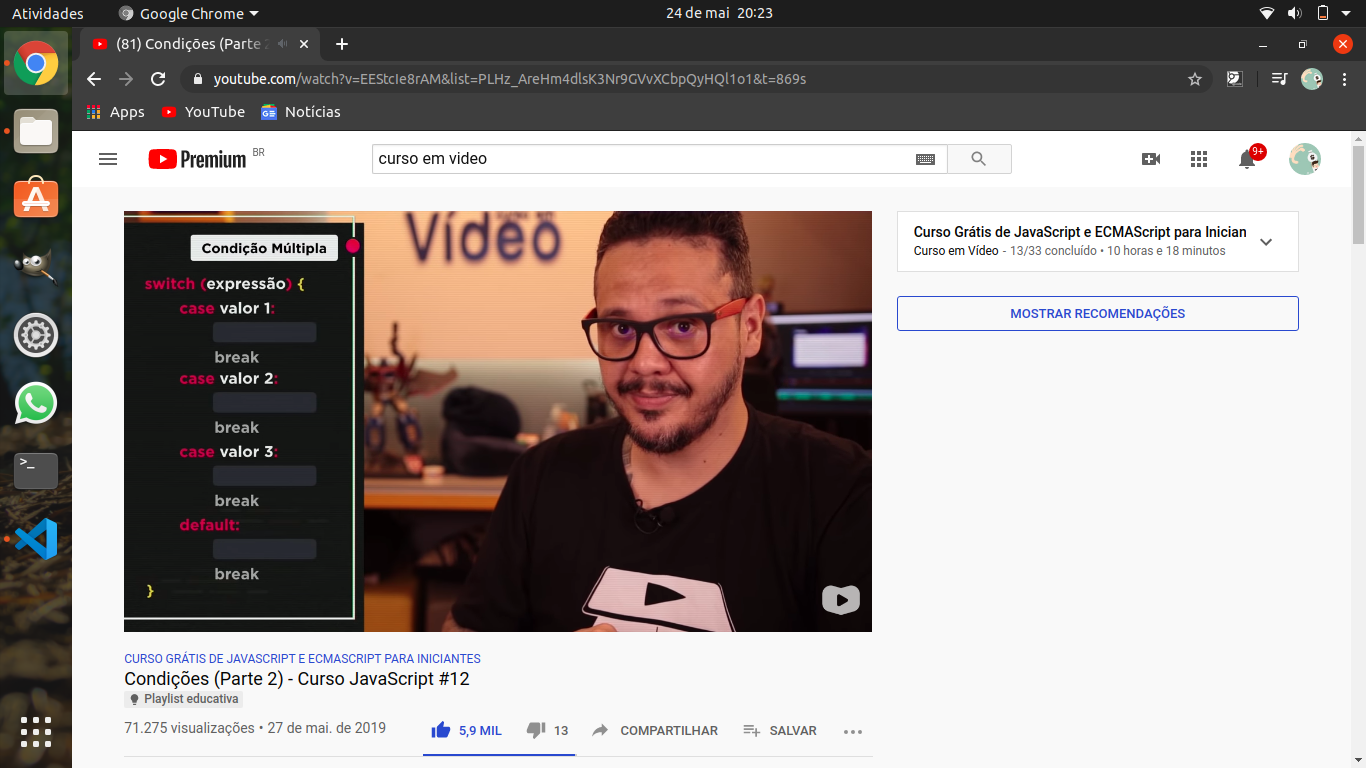 Atividades
Google Chrome
24 de mai 20:23
(81) Condições (Parte 2
youtube.com/watch?v=EEStcIe8rAM&list=PLHz_AreHm4dlsK3Nr9GVvXCbpQyHQl1o1&t=869s
Apps
YouTube
Notícias
Premium BR
curso em video
9+
Vídeo
Condição Múltipla
switch (expressão) {
case valor 1:
break
case valor 2:
break
case valor 3:
break
default:
break
}
Curso Grátis de JavaScript e ECMAScript para Inician
Curso em Vídeo - 13/33 concluído • 10 horas e 18 minutos
MOSTRAR RECOMENDAÇÕES
CURSO GRÁTIS DE JAVASCRIPT E ECMASCRIPT PARA INICIANTES
Condições (Parte 2) - Curso JavaScript #12
Playlist educativa
71.275 visualizações • 27 de mai. de 2019
5,9 MIL
13
COMPARTILHAR
SALVAR